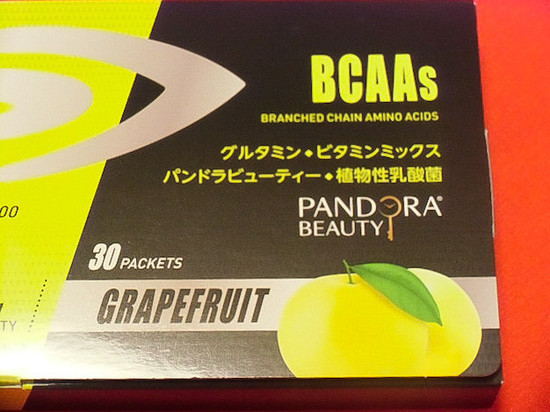 BCAAs
BRANCHED CHAIN AMINO ACIDS
グルタミン◆ビタミンミックス
パンドラビューティー◆植物性乳酸菌
PANDORA®
BEAUTY
00
30 PACKETS
GRAPEFRUIT
TY